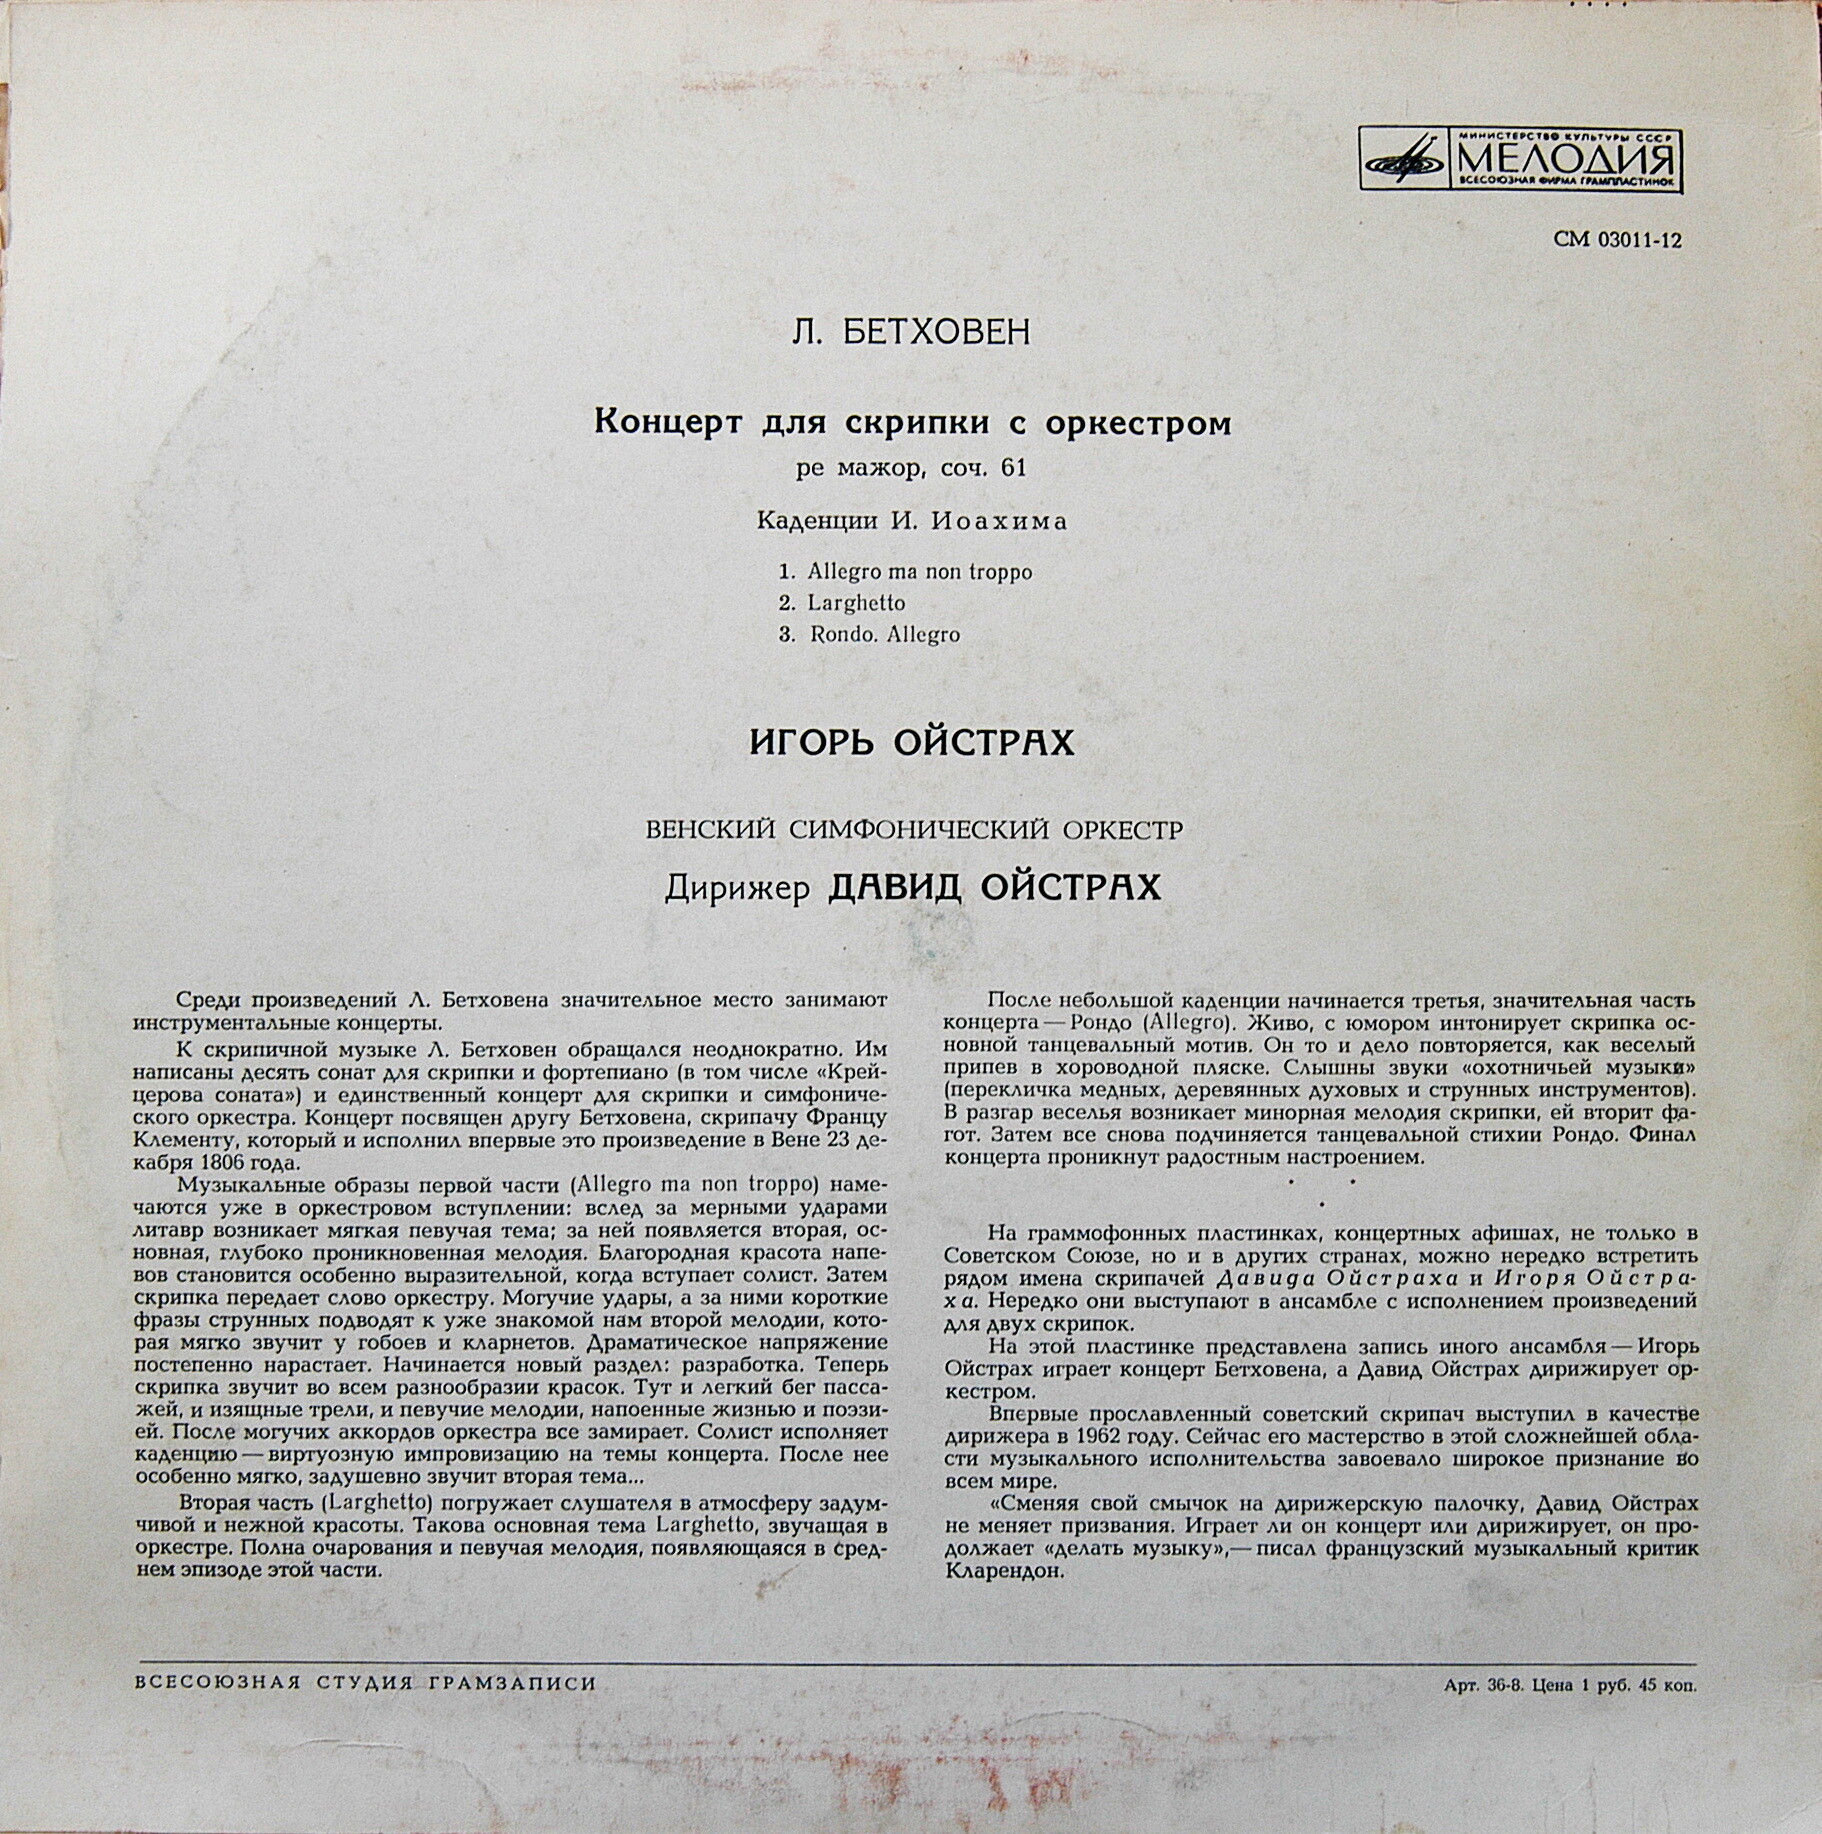 МИНИСТЕРСТВО КУЛЬТУРЫ СССР
МЕЛОДИЯ
ВСЕСОЮЗНАЯ ФИРМА ГРАМПЛАСТИНОК
СМ 03011-12
Л. БЕТХОВЕН
Концерт для скрипки с оркестром
ре мажор, соч. 61
Каденции И. Иоахима
1. Allegro ma non troppo
2. Larghetto
3. Rondo. Allegro
ИГОРЬ ОЙСТРАХ
ВЕНСКИЙ СИМФОНИЧЕСКИЙ ОРКЕСТР
Дирижер ДАВИД ОЙСТРАХ
Среди произведений Л. Бетховена значительное место занимают
инструментальные концерты.
К скрипичной музыке Л. Бетховен обращался неоднократно. Им
написаны десять сонат для скрипки и фортепиано (в том числе «Крей-
церова соната») и единственный концерт для скрипки и симфониче-
ского оркестра. Концерт посвящен другу Бетховена, скрипачу Францу
Клементу, который и исполнил впервые это произведение в Вене 23 де-
кабря 1806 года.
Музыкальные образы первой части (Allegro ma non troppo) наме-
чаются уже в оркестровом вступлении: вслед за мерными ударами
литавр возникает мягкая певучая тема; за ней появляется вторая, ос-
новная, глубоко проникновенная мелодия. Благородная красота напе-
вов становится особенно выразительной, когда вступает солист. Затем
скрипка передает слово оркестру. Могучие удары, а за ними короткие
фразы струнных подводят к уже знакомой нам второй мелодии, кото-
рая мягко звучит у гобоев и кларнетов. Драматическое напряжение
постепенно нарастает. Начинается новый раздел: разработка. Теперь
скрипка звучит во всем разнообразии красок. Тут и легкий бег пасса-
жей, и изящные трели, и певучие мелодии, напоенные жизнью и поэзи-
ей. После могучих аккордов оркестра все замирает. Солист исполняет
каденцию — виртуозную импровизацию на темы концерта. После нее
особенно мягко, задушевно звучит вторая тема...
Вторая часть (Larghetto) погружает слушателя в атмосферу задум-
чивой и нежной красоты. Такова основная тема Larghetto, звучащая в
оркестре. Полна очарования и певучая мелодия, появляющаяся в сред-
нем эпизоде этой части.
После небольшой каденции начинается третья, значительная часть
концерта — Рондо (Allegro). Живо, с юмором интонирует скрипка ос-
новной танцевальный мотив. Он то и дело повторяется, как веселый
припев в хороводной пляске. Слышны звуки «охотничьей музыки»
(перекличка медных, деревянных духовых и струнных инструментов).
В разгар веселья возникает минорная мелодия скрипки, ей вторит фа-
гот. Затем все снова подчиняется танцевальной стихии Рондо. Финал
концерта проникнут радостным настроением.
На граммофонных пластинках, концертных афишах, не только в
Советском Союзе, но и в других странах, можно нередко встретить
рядом имена скрипачей Давида Ойстраха и Игоря Ойстра-
ха. Нередко они выступают в ансамбле с исполнением произведений
для двух скрипок.
На этой пластинке представлена запись иного ансамбля — Игорь
Ойстрах играет концерт Бетховена, а Давид Ойстрах дирижирует ор-
кестром.
Впервые прославленный советский скрипач выступил в качестве
дирижера в 1962 году. Сейчас его мастерство в этой сложнейшей обла-
сти музыкального исполнительства завоевало широкое признание во
всем мире.
«Сменяя свой смычок на дирижерскую палочку, Давид Ойстрах
не меняет призвания. Играет ли он концерт или дирижирует, он про-
должает «делать музыку»,— писал французский музыкальный критик
Кларендон.
ВСЕСОЮЗНАЯ СТУДИЯ ГРАМЗАПИСИ
Арт. 36-8. Цена 1 руб. 45 коп.